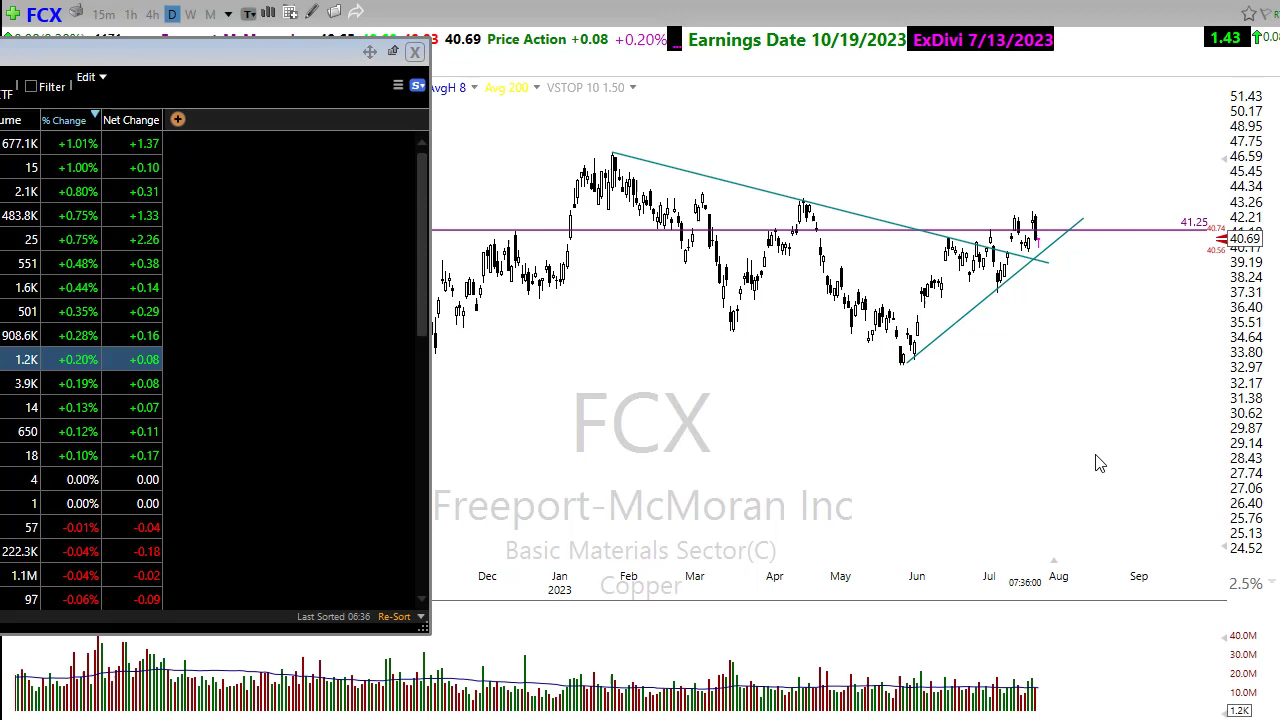 FCX 15m 1h 4h D W M T
40.69 Price Action +0.08 +0.20% ... Earnings Date 10/19/2023 ExDivi 7/13/2023 1.43
AvgH 8 Avg 200 VSTOP 10 1.50
ETF Filter Edit
ume % Change Net Change
677.1K +1.01% +1.37
15 +1.00% +0.10
2.1K +0.80% +0.31
483.8K +0.75% +1.33
25 +0.75% +2.26
551 +0.48% +0.38
1.6K +0.44% +0.14
501 +0.35% +0.29
908.6K +0.28% +0.16
1.2K +0.20% +0.08
3.9K +0.19% +0.08
14 +0.13% +0.07
650 +0.12% +0.11
18 +0.10% +0.17
4 0.00% 0.00
1 0.00% 0.00
57 -0.01% -0.04
222.3K -0.04% -0.18
1.1M -0.04% -0.02
97 -0.06% -0.09
Last Sorted 06:36 Re-Sort
FCX
Freeport-McMoran Inc
Basic Materials Sector(C)
Copper
Dec Jan Feb Mar Apr May Jun Jul Aug Sep
2023 07:36:00
51.43
50.17
48.95
47.75
46.59
45.45
44.34
43.26
42.21
41.25
40.74
40.69
40.56
39.19
38.24
37.31
36.40
35.51
34.64
33.80
32.97
32.17
31.38
30.62
29.87
29.14
28.43
27.74
27.06
26.40
25.76
25.13
24.52
2.5%
40.0M
30.0M
20.0M
10.0M
1.2K